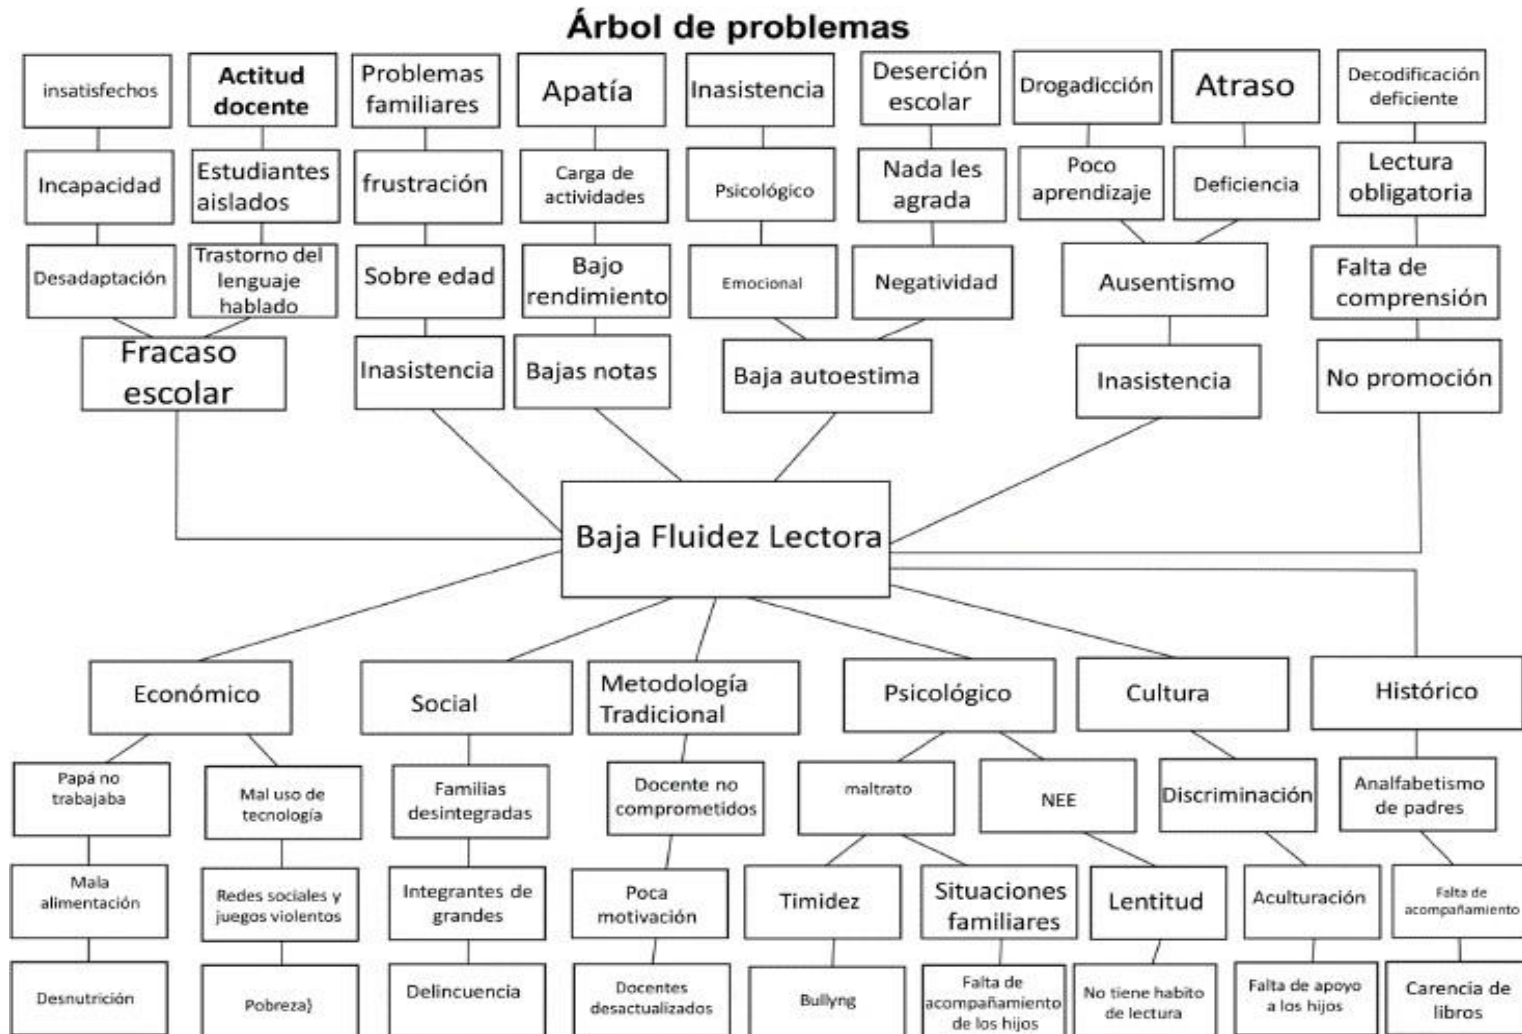 Árbol de problemas
insatisfechos
Actitud
docente
Problemas
familiares
Apatía
Inasistencia
Deserción
escolar
Drogadicción
Atraso
Decodificación
deficiente
Incapacidad
Estudiantes
aislados
frustración
Carga de
actividades
Psicológico
Nada les
agrada
Poco
aprendizaje
Deficiencia
Lectura
obligatoria
Desadaptación
Trastorno del
lenguaje
hablado
Sobre edad
Bajo
rendimiento
Emocional
Negatividad
Ausentismo
Falta de
comprensión
Fracaso
escolar
Inasistencia
Bajas notas
Baja autoestima
Inasistencia
No promoción
Baja Fluidez Lectora
Económico
Social
Metodología
Tradicional
Psicológico
Cultura
Histórico
Papá no
trabajaba
Mal uso de
tecnología
Familias
desintegradas
Docente no
comprometidos
maltrato
NEE
Discriminación
Analfabetismo
de padres
Mala
alimentación
Redes sociales y
juegos violentos
Integrantes de
grandes
Poca
motivación
Timidez
Situaciones
familiares
Lentitud
Aculturación
Falta de
acompañamiento
Desnutrición
Pobreza}
Delincuencia
Docentes
desactualizados
Bullyng
Falta de
acompañamiento
de los hijos
No tiene habito
de lectura
Falta de apoyo
a los hijos
Carencia de
libros